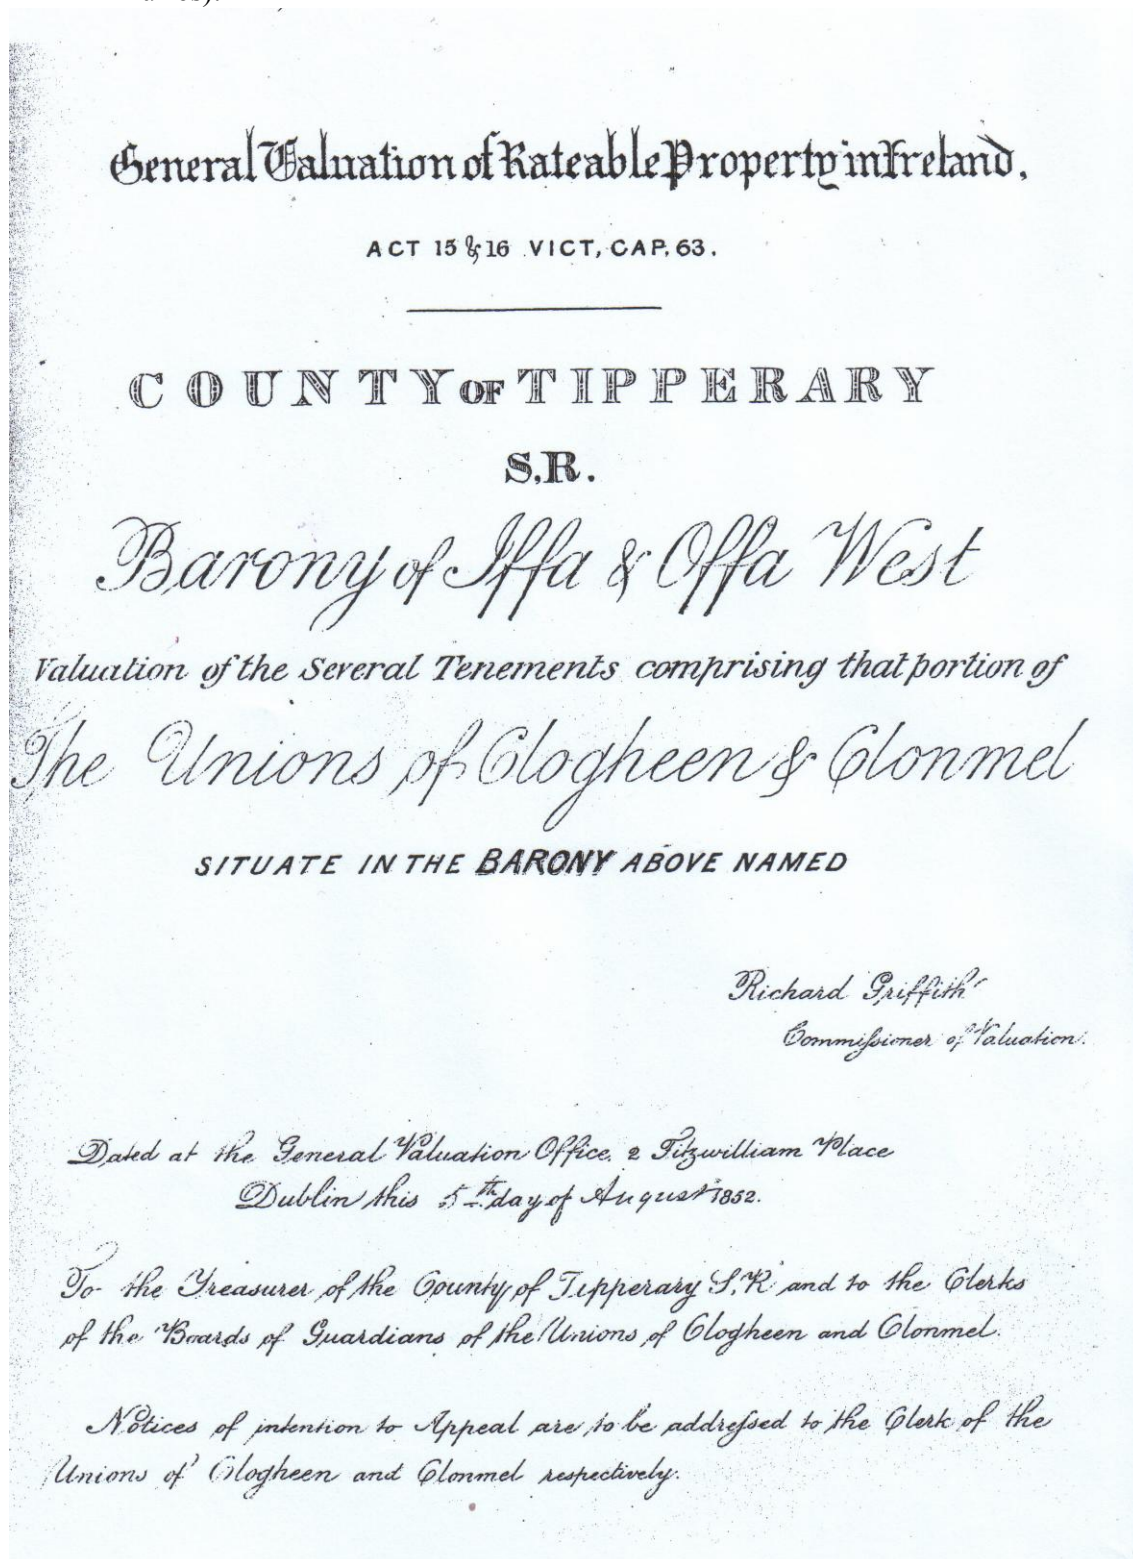 General Valuation of Rateable Property in Ireland.
ACT 15 & 16 VICT, CAP. 63.
COUNTY OF TIPPERARY
S.R.
Barony of Iffa & Offa West
Valuation of the Several Tenements comprising that portion of
The Unions of Clogheen & Clonmel
SITUATE IN THE BARONY ABOVE NAMED
Richard Griffith
Commissioner of Valuation.
Dated at the General Valuation Office, 2 Fitzwilliam Place
Dublin this 5th day of August 1852.
To the Treasurer of the County of Tipperary S.R. and to the Clerks
of the Boards of Guardians of the Unions of Clogheen and Clonmel.
Notices of intention to Appeal are to be addressed to the Clerk of the
Unions of Clogheen and Clonmel respectively.